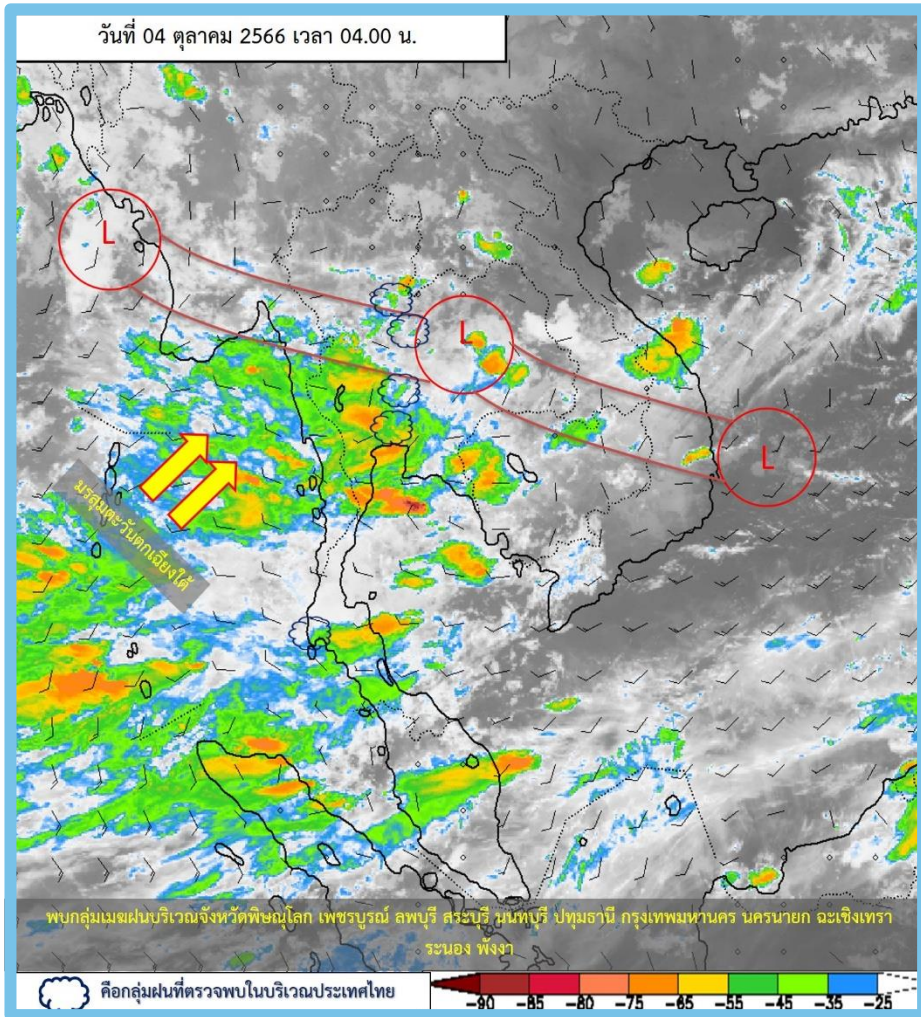 วันที่ 04 ตุลาคม 2566 เวลา 04.00 น.
L
L
L
มรสุมตะวันตกเฉียงใต้
พบกลุ่มเมฆฝนบริเวณจังหวัดพิษณุโลก เพชรบูรณ์ ลพบุรี สระบุรี นนทบุรี ปทุมธานี กรุงเทพมหานคร นครนายก ฉะเชิงเทรา
ระนอง พังงา
คือกลุ่มฝนที่ตรวจพบในบริเวณประเทศไทย
-90 -85 -80 -75 -65 -55 -45 -35 -25